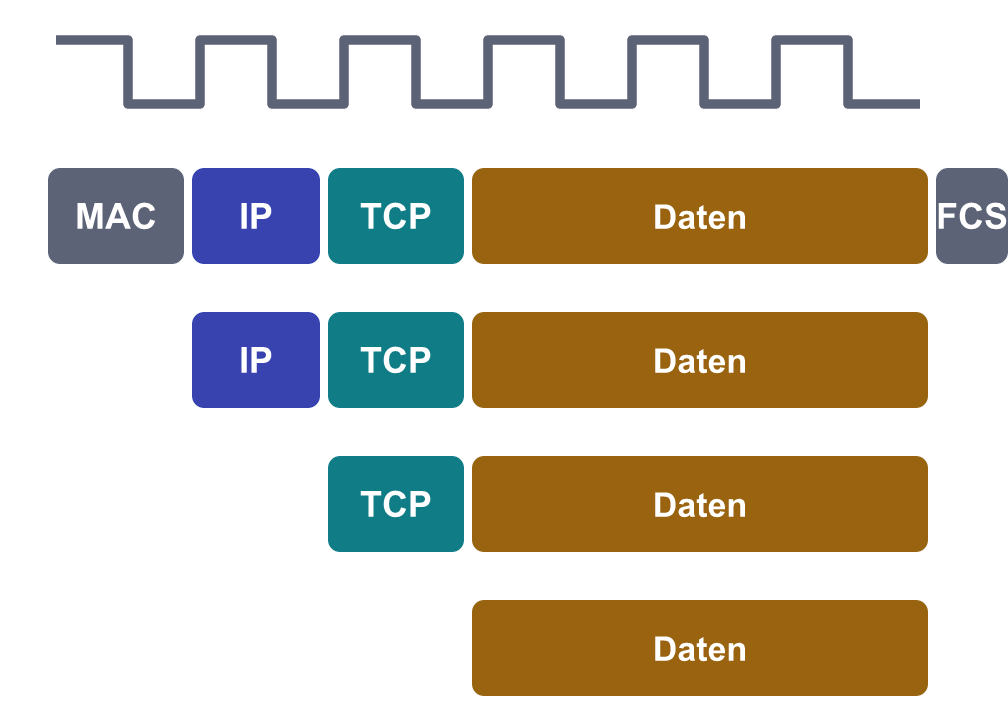 MAC IP TCP Daten FCS
IP TCP Daten
TCP Daten
Daten